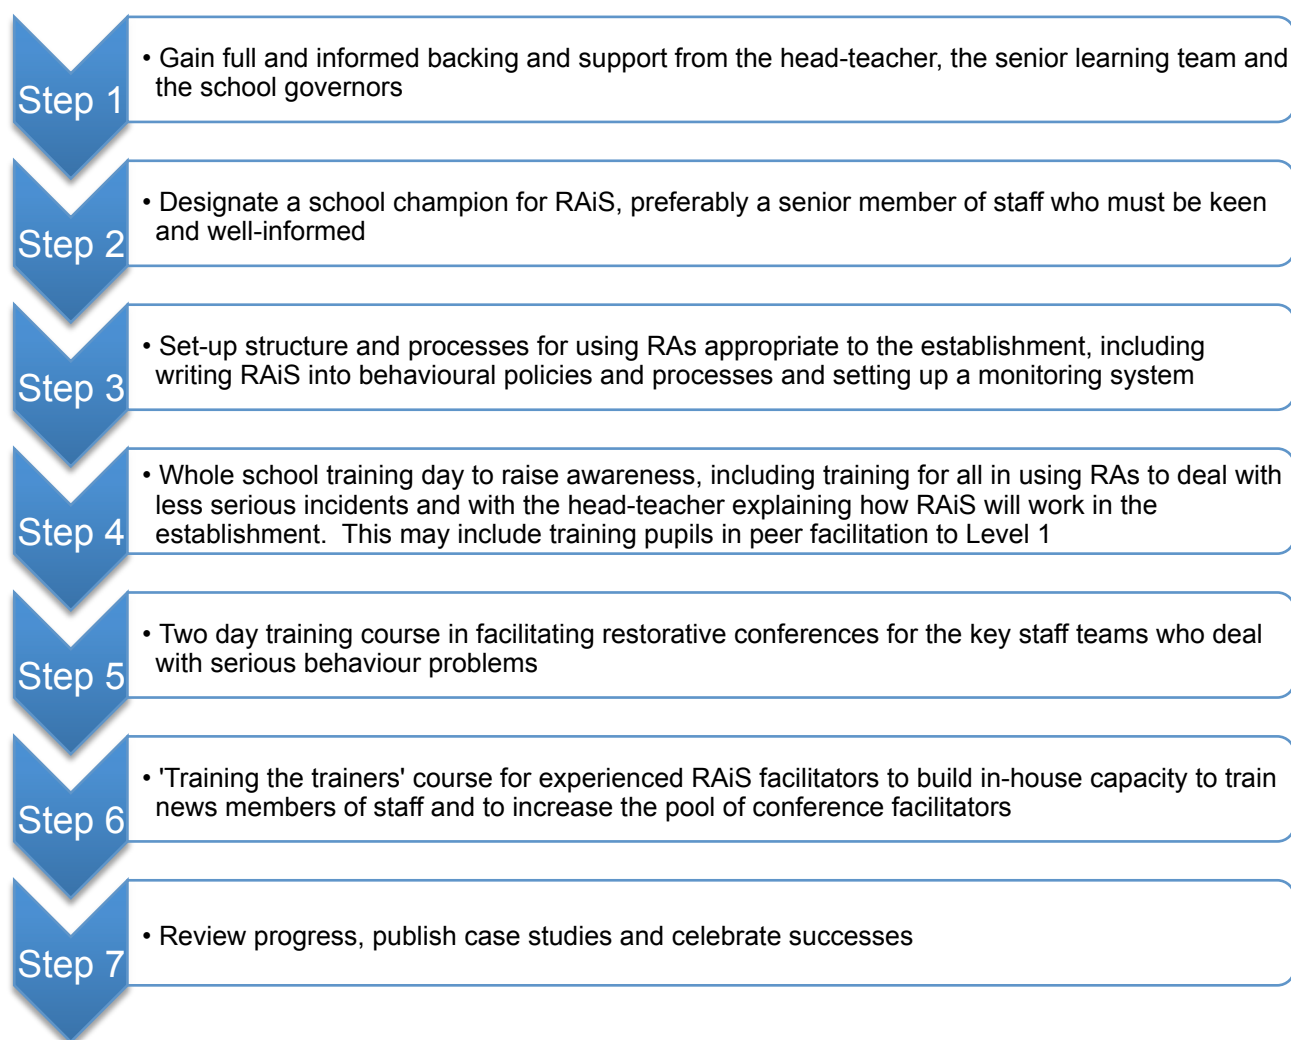 Step 1
• Gain full and informed backing and support from the head-teacher, the senior learning team and
the school governors
Step 2
• Designate a school champion for RAiS, preferably a senior member of staff who must be keen
and well-informed
Step 3
• Set-up structure and processes for using RAs appropriate to the establishment, including
writing RAiS into behavioural policies and processes and setting up a monitoring system
Step 4
• Whole school training day to raise awareness, including training for all in using RAs to deal with
less serious incidents and with the head-teacher explaining how RAiS will work in the
establishment.  This may include training pupils in peer facilitation to Level 1
Step 5
• Two day training course in facilitating restorative conferences for the key staff teams who deal
with serious behaviour problems
Step 6
• 'Training the trainers' course for experienced RAiS facilitators to build in-house capacity to train
news members of staff and to increase the pool of conference facilitators
Step 7
• Review progress, publish case studies and celebrate successes